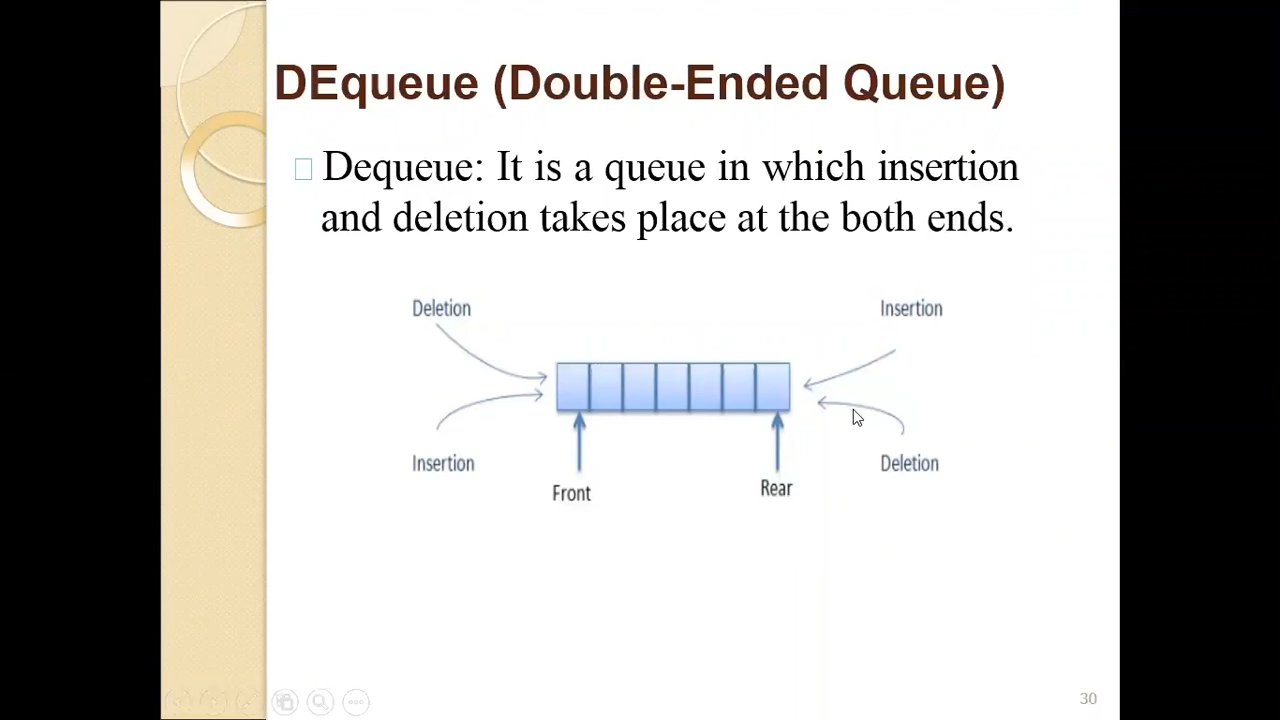 DEqueue (Double-Ended Queue)
Dequeue: It is a queue in which insertion
and deletion takes place at the both ends.
Deletion
Insertion
Insertion
Deletion
Front
Rear
30